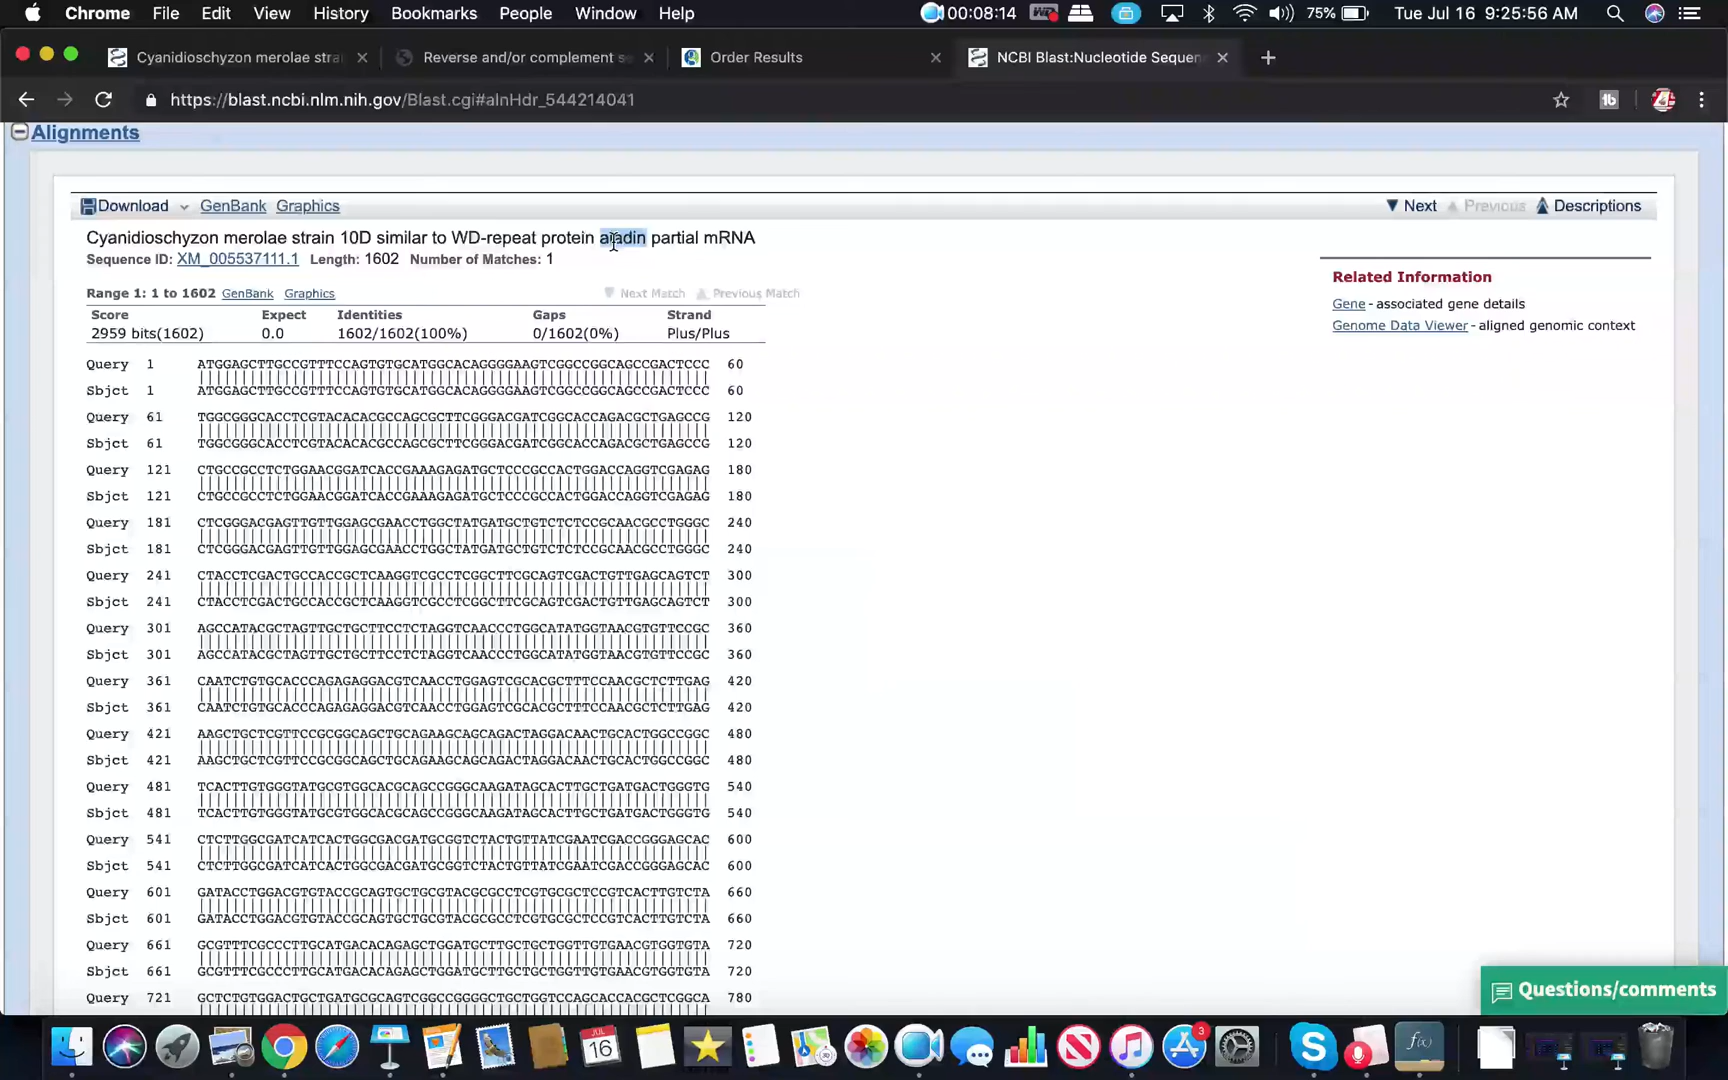 Chrome File Edit View History Bookmarks People Window Help 00:08:14 75% Tue Jul 16 9:25:56 AM
Cyanidioschyzon merolae stra Reverse and/or complement s Order Results NCBI Blast:Nucleotide Sequen
https://blast.ncbi.nlm.nih.gov/Blast.cgi#alnHdr_544214041
Alignments
Download GenBank Graphics Next Previous Descriptions
Cyanidioschyzon merolae strain 10D similar to WD-repeat protein aladin partial mRNA
Sequence ID: XM_005537111.1 Length: 1602 Number of Matches: 1
Related Information
Gene - associated gene details
Genome Data Viewer - aligned genomic context
Range 1: 1 to 1602 GenBank Graphics Next Match Previous Match
Score Expect Identities Gaps Strand
2959 bits(1602) 0.0 1602/1602(100%) 0/1602(0%) Plus/Plus
Query 1 ATGGAGCTTGCCGTTTCCAGTGTGCATGGCACAGGGGAAGTCGGCCGGCAGCCGACTCCC 60
Sbjct 1 ATGGAGCTTGCCGTTTCCAGTGTGCATGGCACAGGGGAAGTCGGCCGGCAGCCGACTCCC 60
Query 61 TGGCGGGCACCTCGTACACACGCCAGCGCTTCGGGACGATCGGCACCAGACGCTGAGCCG 120
Sbjct 61 TGGCGGGCACCTCGTACACACGCCAGCGCTTCGGGACGATCGGCACCAGACGCTGAGCCG 120
Query 121 CTGCCGCCTCTGGAACGGATCACCGAAAGAGATGCTCCCGCCACTGGACCAGGTCGAGAG 180
Sbjct 121 CTGCCGCCTCTGGAACGGATCACCGAAAGAGATGCTCCCGCCACTGGACCAGGTCGAGAG 180
Query 181 CTCGGGACGAGTTGTTGGAGCGAACCTGGCTATGATGCTGTCTCTCCGCAACGCCTGGGC 240
Sbjct 181 CTCGGGACGAGTTGTTGGAGCGAACCTGGCTATGATGCTGTCTCTCCGCAACGCCTGGGC 240
Query 241 CTACCTCGACTGCCACCGCTCAAGGTCGCCTCGGCTTCGCAGTCGACTGTTGAGCAGTCT 300
Sbjct 241 CTACCTCGACTGCCACCGCTCAAGGTCGCCTCGGCTTCGCAGTCGACTGTTGAGCAGTCT 300
Query 301 AGCCATACGCTAGTTGCTGCTTCCTCTAGGTCAACCCTGGCATATGGTAACGTGTTCCGC 360
Sbjct 301 AGCCATACGCTAGTTGCTGCTTCCTCTAGGTCAACCCTGGCATATGGTAACGTGTTCCGC 360
Query 361 CAATCTGTGCACCCAGAGAGGACGTCAACCTGGAGTCGCACGCTTTCCAACGCTCTTGAG 420
Sbjct 361 CAATCTGTGCACCCAGAGAGGACGTCAACCTGGAGTCGCACGCTTTCCAACGCTCTTGAG 420
Query 421 AAGCTGCTCGTTCCGCGGCAGCTGCAGAAGCAGCAGACTAGGACAACTGCACTGGCCGGC 480
Sbjct 421 AAGCTGCTCGTTCCGCGGCAGCTGCAGAAGCAGCAGACTAGGACAACTGCACTGGCCGGC 480
Query 481 TCACTTGTGGGTATGCGTGGCACGCAGCCGGGCAAGATAGCACTTGCTGATGACTGGGTG 540
Sbjct 481 TCACTTGTGGGTATGCGTGGCACGCAGCCGGGCAAGATAGCACTTGCTGATGACTGGGTG 540
Query 541 CTCTTGGCGATCATCACTGGCGACGATGCGGTCTACTGTTATCGAATCGACCGGGAGCAC 600
Sbjct 541 CTCTTGGCGATCATCACTGGCGACGATGCGGTCTACTGTTATCGAATCGACCGGGAGCAC 600
Query 601 GATACCTGGACGTGTACCGCAGTGCTGCGTACGCGCCTCGTGCGCTCCGTCACTTGTCTA 660
Sbjct 601 GATACCTGGACGTGTACCGCAGTGCTGCGTACGCGCCTCGTGCGCTCCGTCACTTGTCTA 660
Query 661 GCGTTTCGCCCTTGCATGACACAGAGCTGGATGCTTGCTGCTGGTTGTGAACGTGGTGTA 720
Sbjct 661 GCGTTTCGCCCTTGCATGACACAGAGCTGGATGCTTGCTGCTGGTTGTGAACGTGGTGTA 720
Query 721 GCTCTGTGGACTGCTGATGCGCAGTCGGCCGGGGCTGCTGGTCCAGCACCACGCTCGGCA 780
Questions/comments
JUL
16
3
f(x)